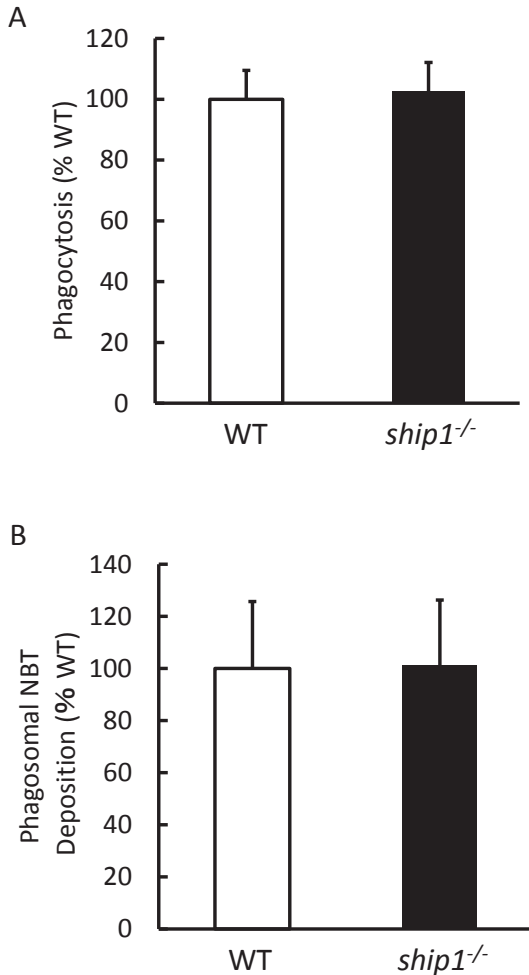 A
120
100
80
60
40
20
0
Phagocytosis (% WT)
WT
ship1-/-
B
140
120
100
80
60
40
20
0
Phagosomal NBT
Deposition (% WT)
WT
ship1-/-